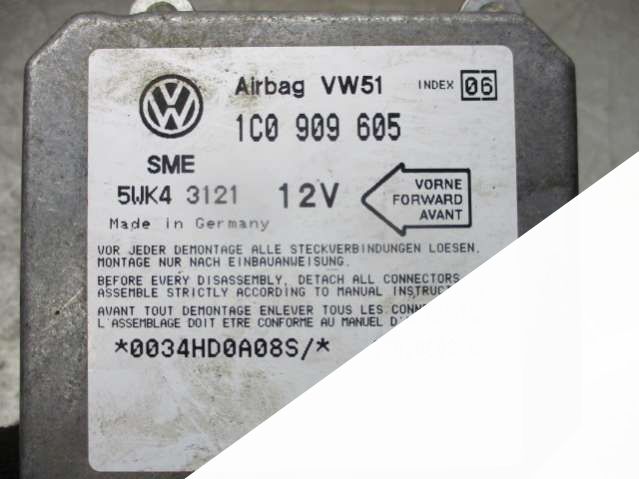 Airbag VW51 INDEX 06
1C0 909 605
SME
5WK4 3121 12V
VORNE
FORWARD
AVANT
Made in Germany
VOR JEDER DEMONTAGE ALLE STECKVERBINDUNGEN LOESEN.
MONTAGE NUR NACH EINBAUANWEISUNG.
BEFORE EVERY DISASSEMBLY, DETACH ALL CONNECTORS
ASSEMBLE STRICTLY ACCORDING TO MANUAL
AVANT TOUT DEMONTAGE ENLEVER TOUS LES
L'ASSEMBLAGE DOIT ETRE CONFORME AU MANUEL
*0034HD0A08S/*